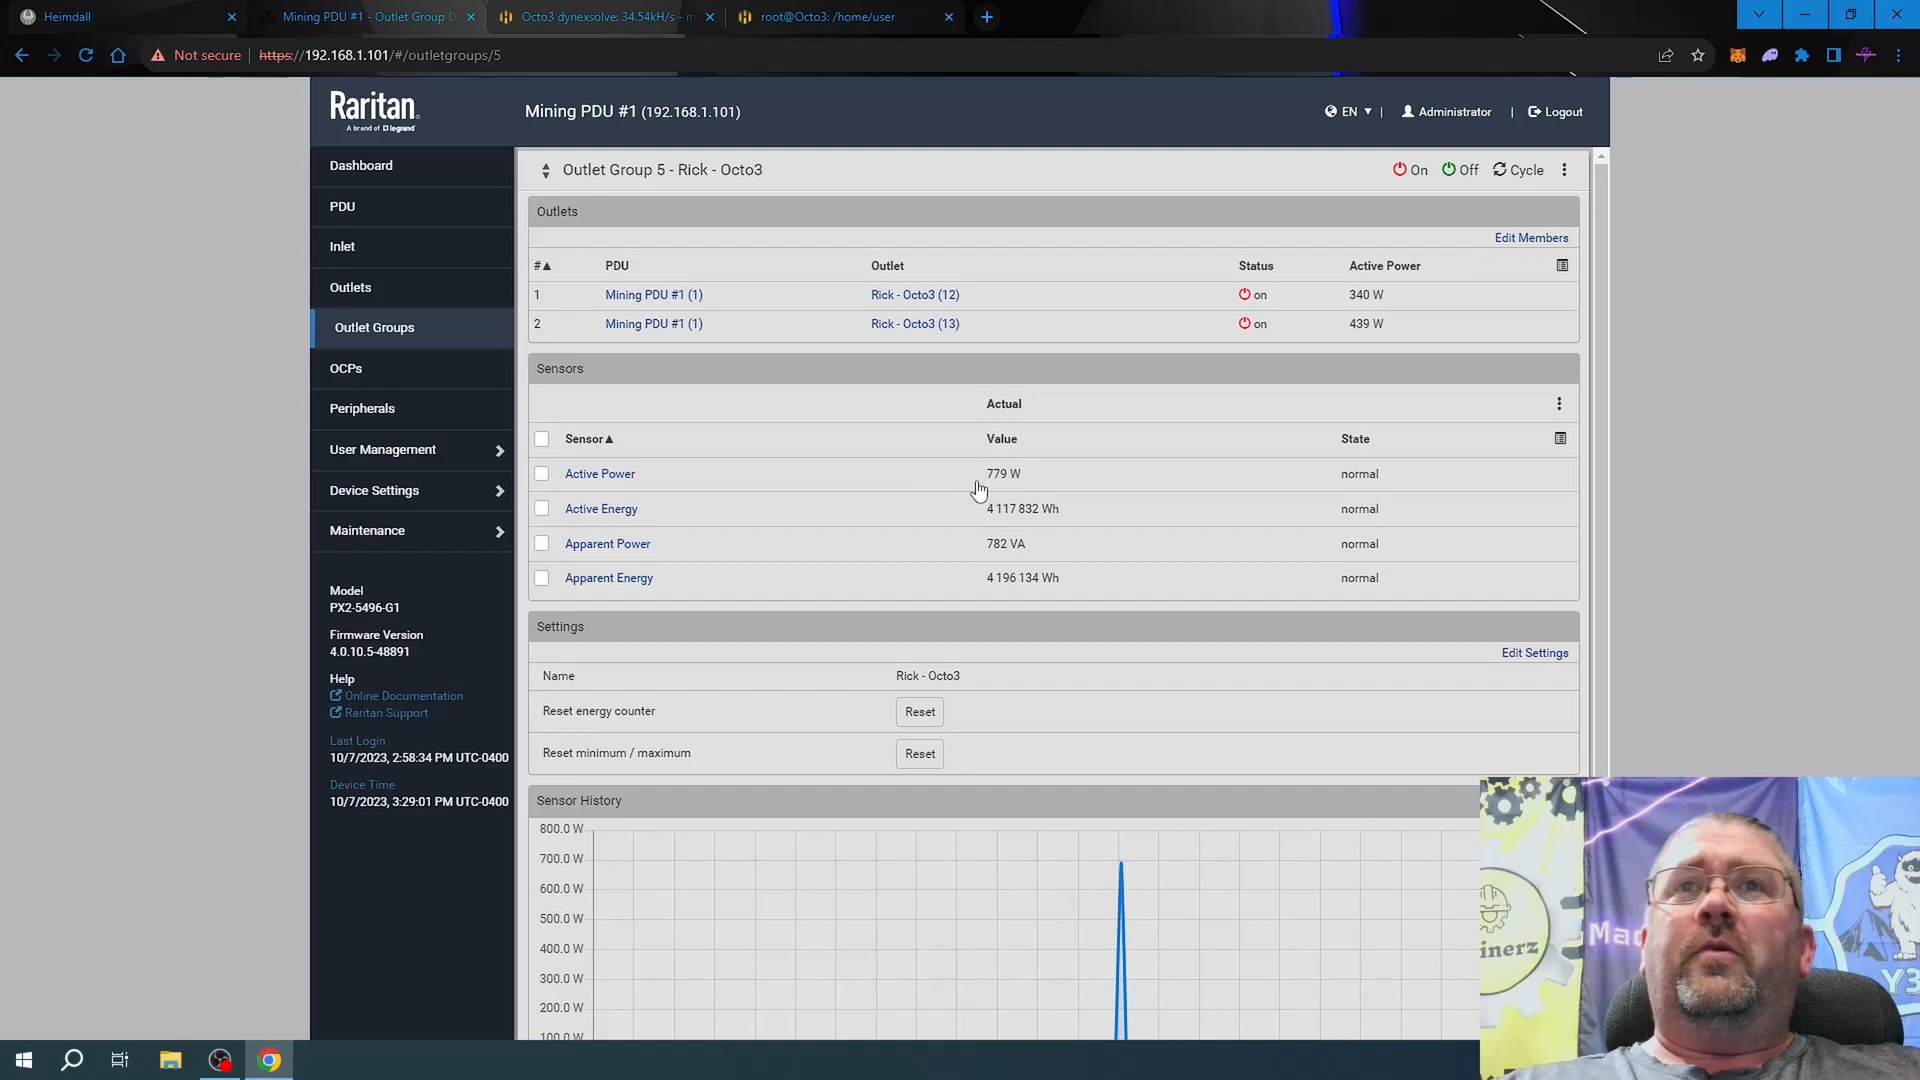 Heimdall
Mining PDU #1 - Outlet Group D
Octo3 dynexsolve: 34.54kH/s - m
root@Octo3: /home/user
Not secure
https://192.168.1.101/#/outletgroups/5
Raritan.
A brand of legrand
Mining PDU #1 (192.168.1.101)
EN
Administrator
Logout
Dashboard
PDU
Inlet
Outlets
Outlet Groups
OCPs
Peripherals
User Management
Device Settings
Maintenance
Model
PX2-5496-G1
Firmware Version
4.0.10.5-48891
Help
Online Documentation
Raritan Support
Last Login
10/7/2023, 2:58:34 PM UTC-0400
Device Time
10/7/2023, 3:29:01 PM UTC-0400
Outlet Group 5 - Rick - Octo3
On Off Cycle
Outlets
Edit Members
#▲ PDU Outlet Status Active Power
1 Mining PDU #1 (1) Rick - Octo3 (12) on 340 W
2 Mining PDU #1 (1) Rick - Octo3 (13) on 439 W
Sensors
Actual
Sensor▲ Value State
Active Power 779 W normal
Active Energy 4 117 832 Wh normal
Apparent Power 782 VA normal
Apparent Energy 4 196 134 Wh normal
Settings
Edit Settings
Name Rick - Octo3
Reset energy counter Reset
Reset minimum / maximum Reset
Sensor History
800.0 W
700.0 W
600.0 W
500.0 W
400.0 W
300.0 W
200.0 W
100.0 W
inerz
Mac
Y3